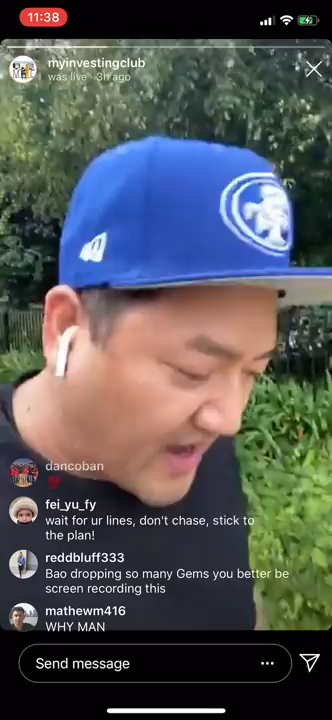 11:38
myinvestingclub
was live · 3h ago
dancoban
💯
fei_yu_fy
wait for ur lines, don't chase, stick to
the plan!
reddbluff333
Bao dropping so many Gems you better be
screen recording this
mathewm416
WHY MAN
Send message